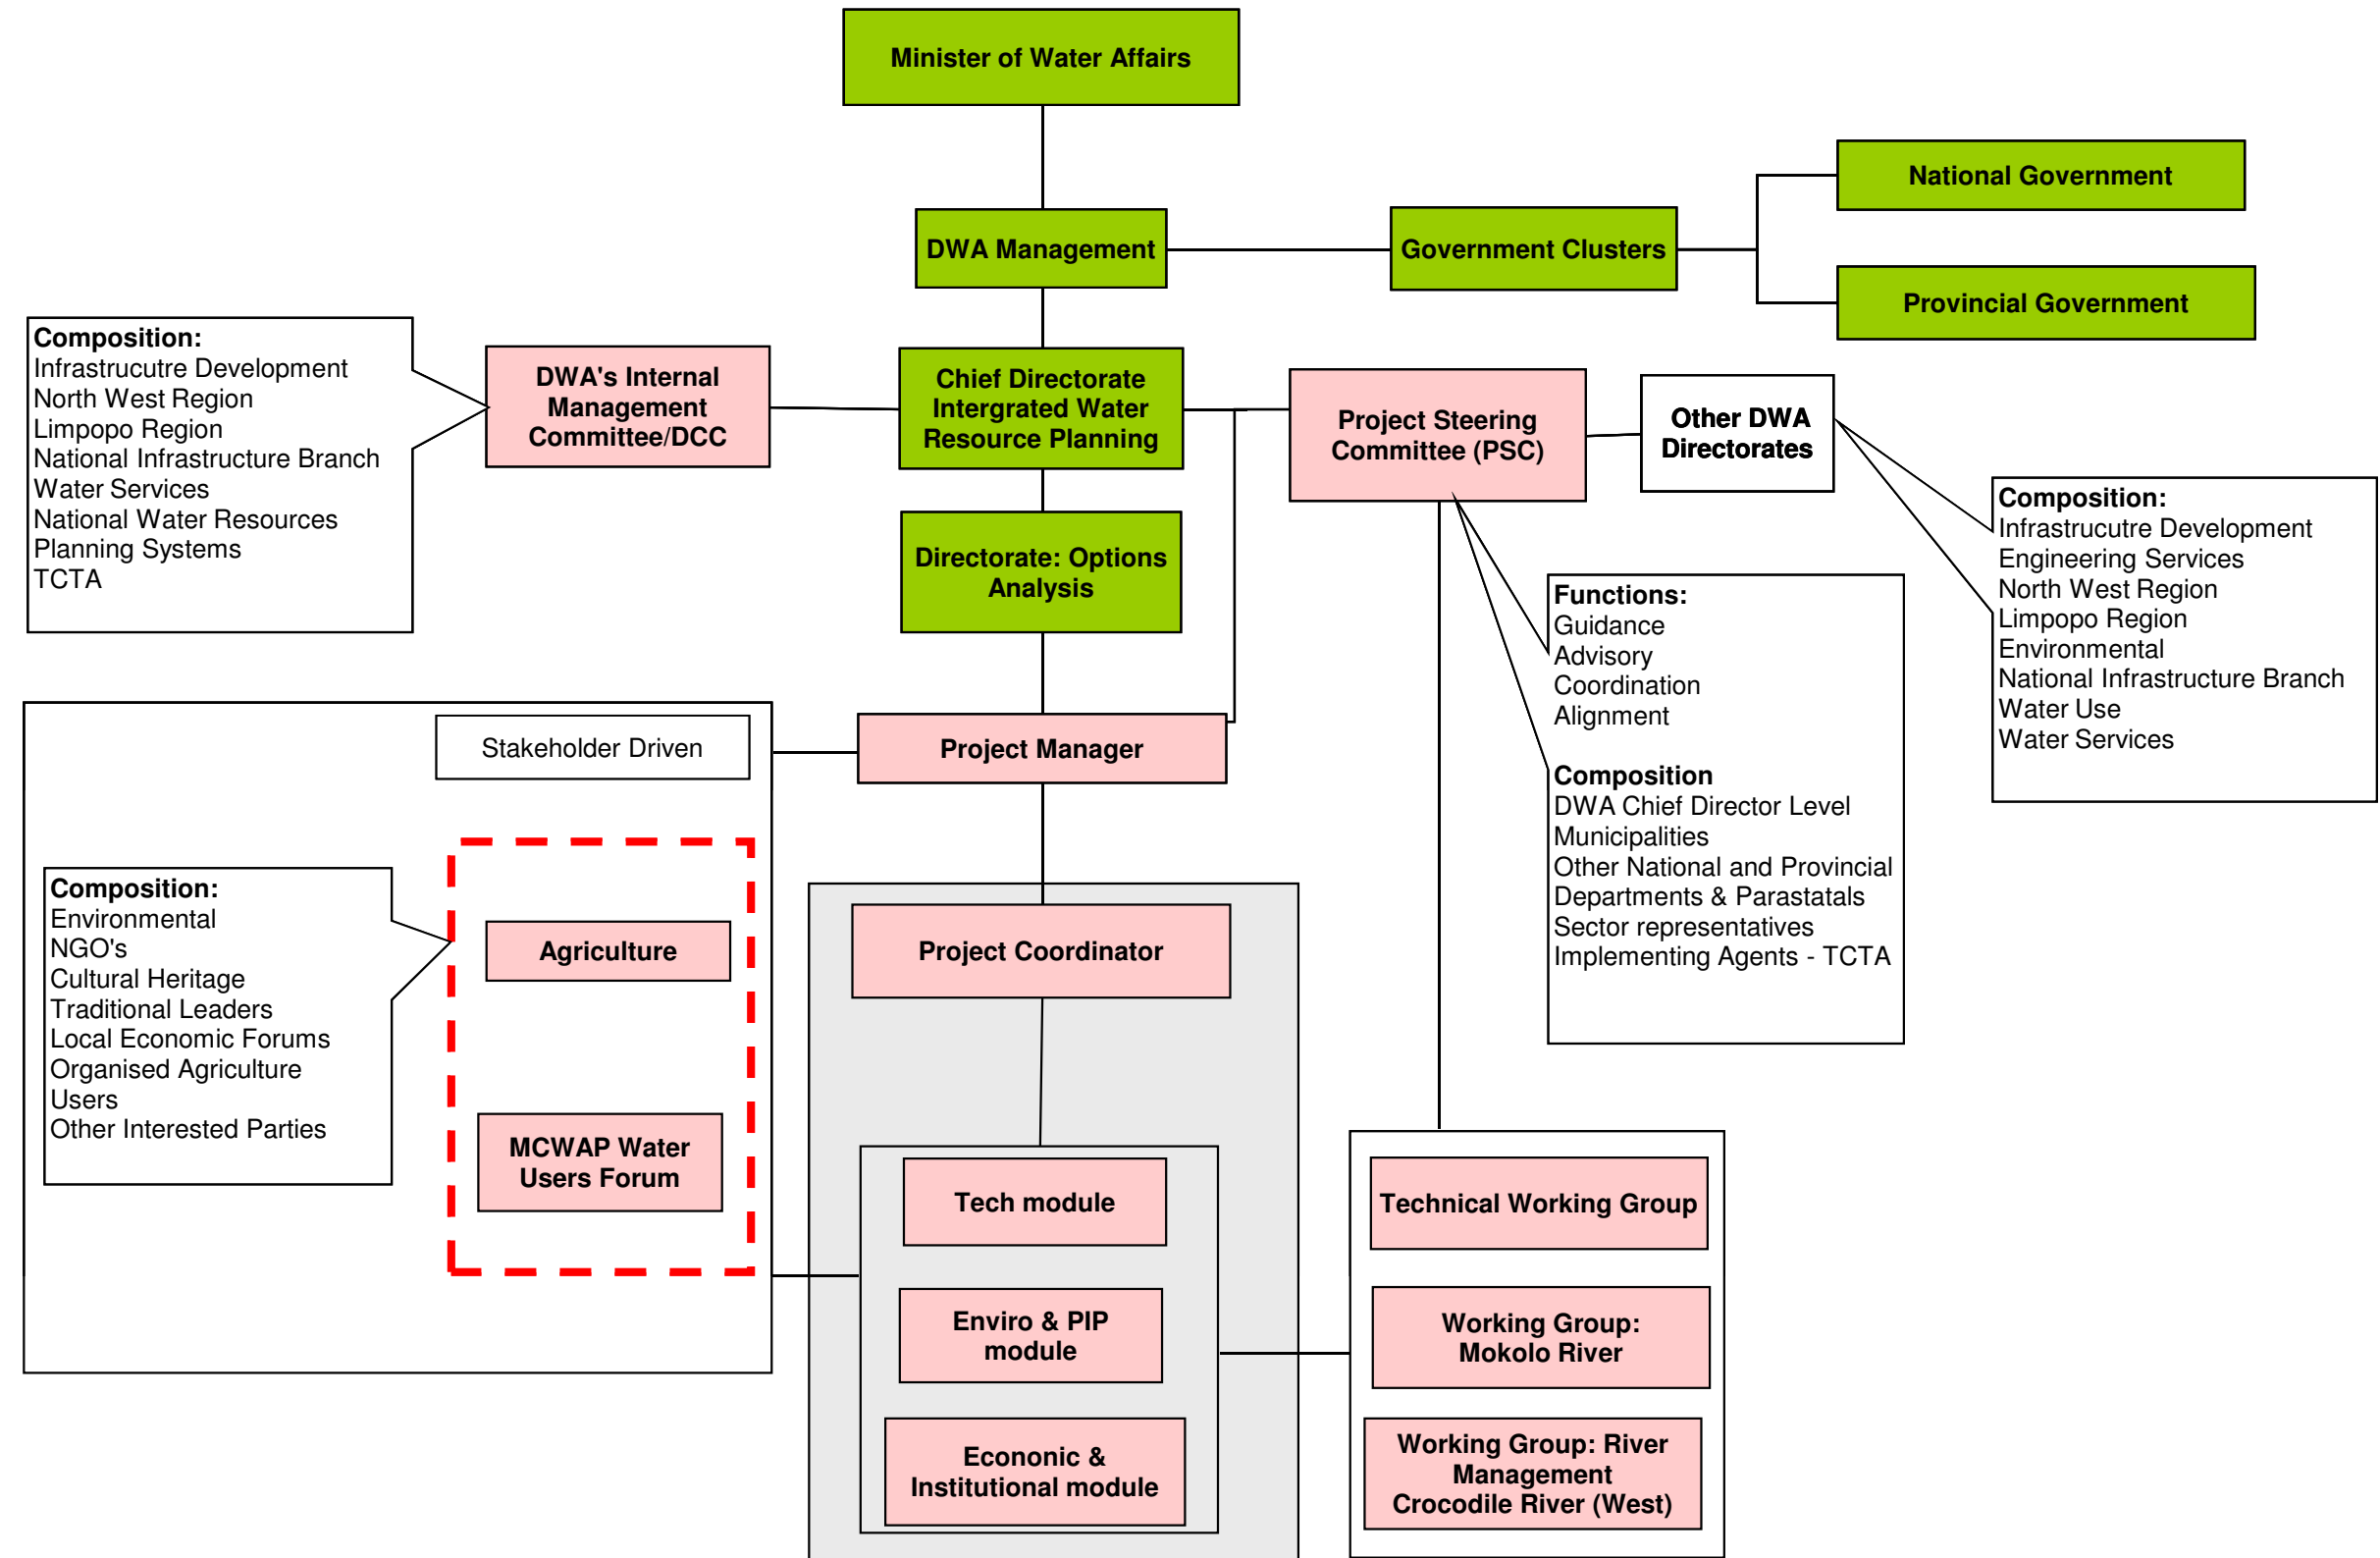 Minister of Water Affairs
National Government
DWA Management
Government Clusters
Provincial Government
Composition:
Infrastrucutre Development
North West Region
Limpopo Region
National Infrastructure Branch
Water Services
National Water Resources
Planning Systems
TCTA
DWA's Internal
Management
Committee/DCC
Chief Directorate
Intergrated Water
Resource Planning
Project Steering
Committee (PSC)
Other DWA
Directorates
Composition:
Infrastrucutre Development
Engineering Services
North West Region
Limpopo Region
Environmental
National Infrastructure Branch
Water Use
Water Services
Directorate: Options
Analysis
Functions:
Guidance
Advisory
Coordination
Alignment
Composition
DWA Chief Director Level
Municipalities
Other National and Provincial
Departments & Parastatals
Sector representatives
Implementing Agents - TCTA
Stakeholder Driven
Project Manager
Composition:
Environmental
NGO's
Cultural Heritage
Traditional Leaders
Local Economic Forums
Organised Agriculture
Users
Other Interested Parties
Agriculture
MCWAP Water
Users Forum
Project Coordinator
Tech module
Enviro & PIP
module
Econonic &
Institutional module
Technical Working Group
Working Group:
Mokolo River
Working Group: River
Management
Crocodile River (West)